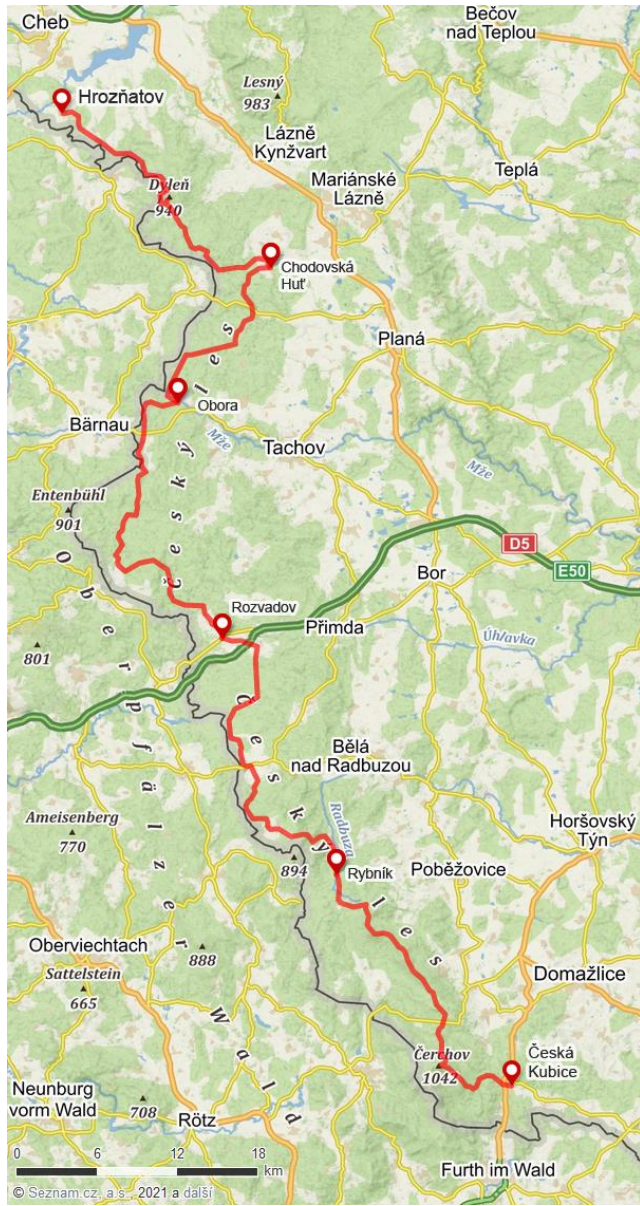 Cheb
Bečov
nad Teplou
Lesný
983
Hrozňatov
Lázně
Kynžvart
Teplá
Mariánské
Lázně
Dyleň
940
Chodovská
Huť
Planá
Obora
Bärnau
Český les
Mže
Tachov
Mže
Entenbühl
901
D5
E50
Bor
Rozvadov
Přimda
Úhlavka
801
Oberpfälzer Wald
Český les
Bělá
nad Radbuzou
Radbuza
Ameisenberg
770
Horšovský
Týn
894
Rybník
Poběžovice
Oberviechtach
888
Sattelstein
665
Domažlice
Čerchov
1042
Česká
Kubice
Neunburg
vorm Wald
708
Rötz
0 6 12 18
km
Furth im Wald
© Seznam.cz, a.s., 2021 a další